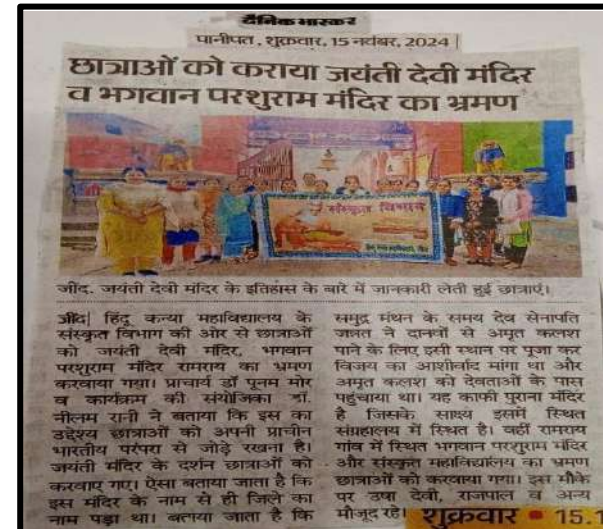 दैनिक भास्कर
पानीपत, शुक्रवार, 15 नवंबर, 2024
छात्राओं को कराया जयंती देवी मंदिर
व भगवान परशुराम मंदिर का भ्रमण
संस्कृत विभाग
जींद. जयंती देवी मंदिर के इतिहास के बारे में जानकारी लेती हुई छात्राएं।
जींद| हिंदू कन्या महाविद्यालय के
संस्कृत विभाग की ओर से छात्राओं
को जयंती देवी मंदिर, भगवान
परशुराम मंदिर रामराय का भ्रमण
करवाया गया। प्राचार्य डॉ पूनम मोर
व कार्यक्रम की संयोजिका डॉ.
नीलम रानी ने बताया कि इस का
उद्देश्य छात्राओं को अपनी प्राचीन
भारतीय परंपरा से जोड़े रखना है।
जयंती मंदिर के दर्शन छात्राओं को
करवाए गए। ऐसा बताया जाता है कि
इस मंदिर के नाम से ही जिले का
नाम पड़ा था। बताया जाता है कि
समुद्र मंथन के समय देव सेनापति
जन्नत ने दानवों से अमृत कलश
पाने के लिए इसी स्थान पर पूजा कर
विजय का आशीर्वाद मांगा था और
अमृत कलश को देवताओं के पास
पहुंचाया था। यह काफी पुराना मंदिर
है जिसके साक्ष्य इसमें स्थित
संग्रहालय में स्थित है। वहीं रामराय
गांव में स्थित भगवान परशुराम मंदिर
और संस्कृत महाविद्यालय का भ्रमण
छात्राओं को करवाया गया। इस मौके
पर उषा देवी, राजपाल व अन्य
मौजूद रहे।
शुक्रवार • 15.1